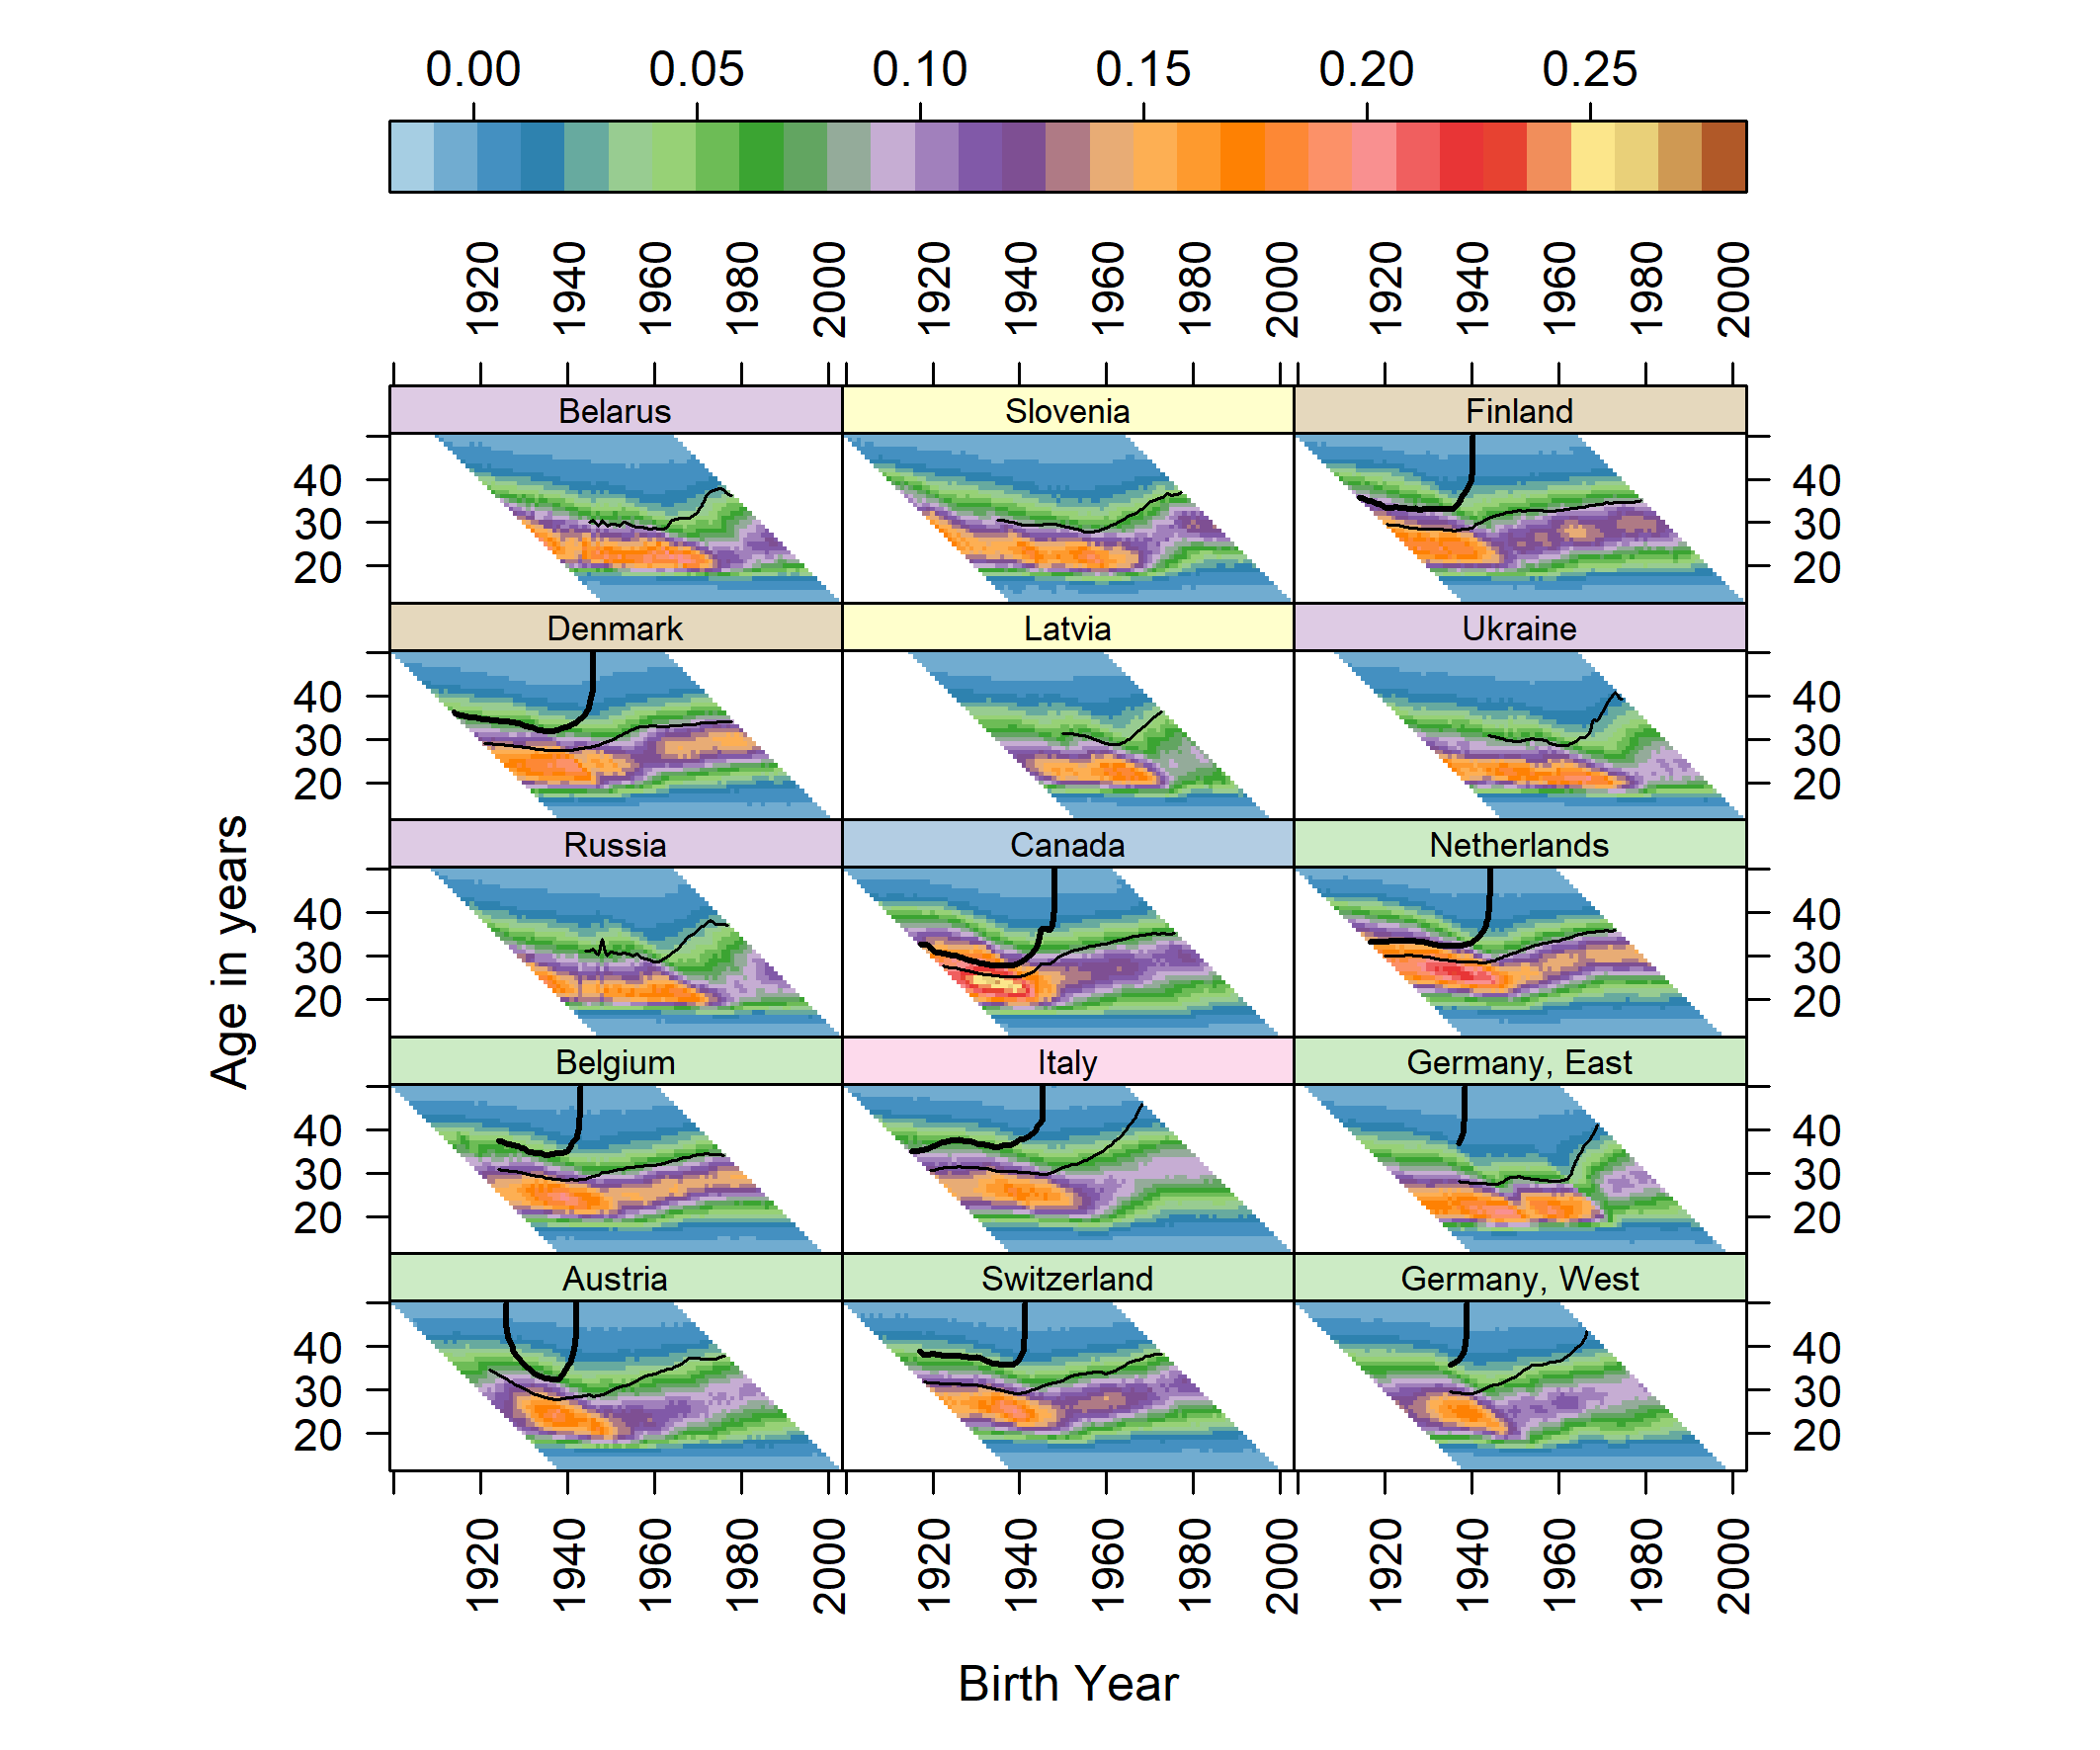 0.00 0.05 0.10 0.15 0.20 0.25
1920 1940 1960 1980 2000 1920 1940 1960 1980 2000 1920 1940 1960 1980 2000
Belarus Slovenia Finland
40 40
30 30
20 20
Denmark Latvia Ukraine
40 40
30 30
20 20
Russia Canada Netherlands
40 40
30 30
20 20
Belgium Italy Germany, East
40 40
30 30
20 20
Austria Switzerland Germany, West
40 40
30 30
20 20
Age in years
1920 1940 1960 1980 2000 1920 1940 1960 1980 2000 1920 1940 1960 1980 2000
Birth Year